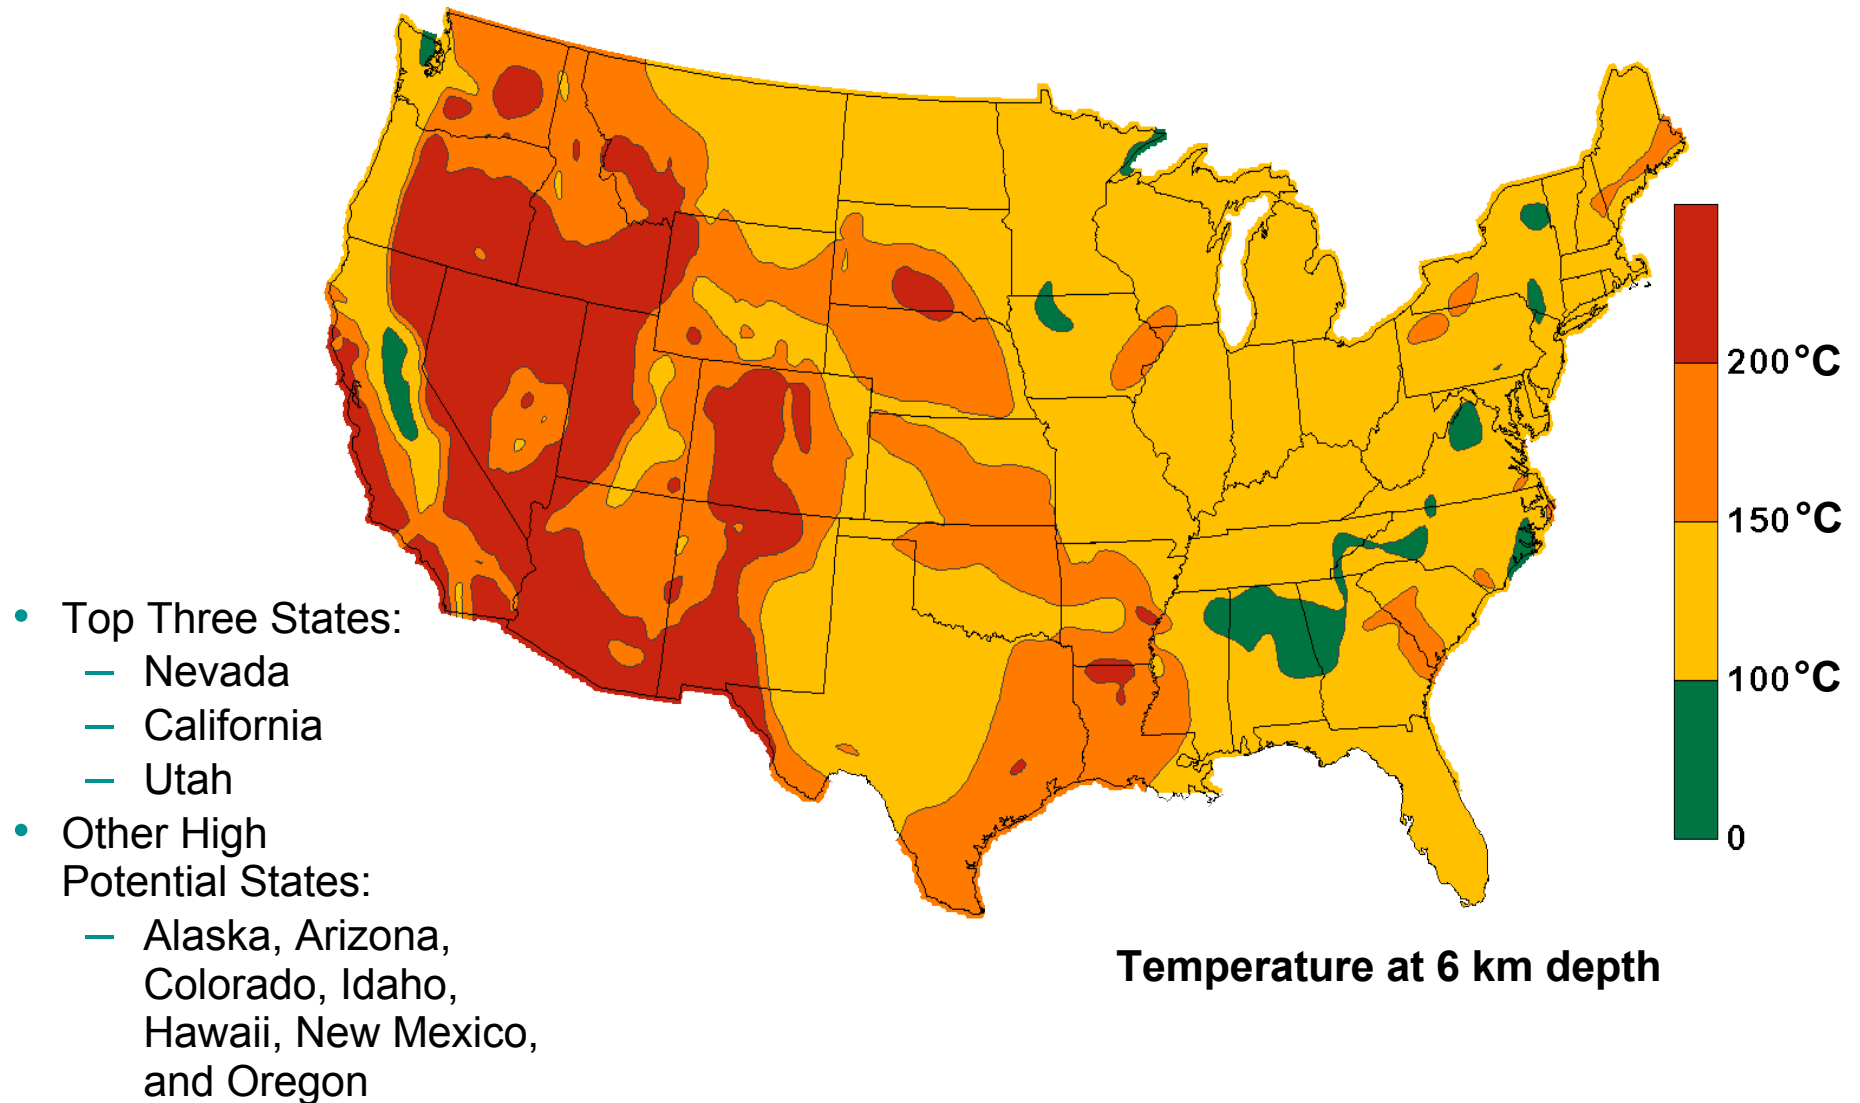 200°C
150°C
100°C
0
• Top Three States:
– Nevada
– California
– Utah
• Other High
Potential States:
– Alaska, Arizona,
Colorado, Idaho,
Hawaii, New Mexico,
and Oregon
Temperature at 6 km depth